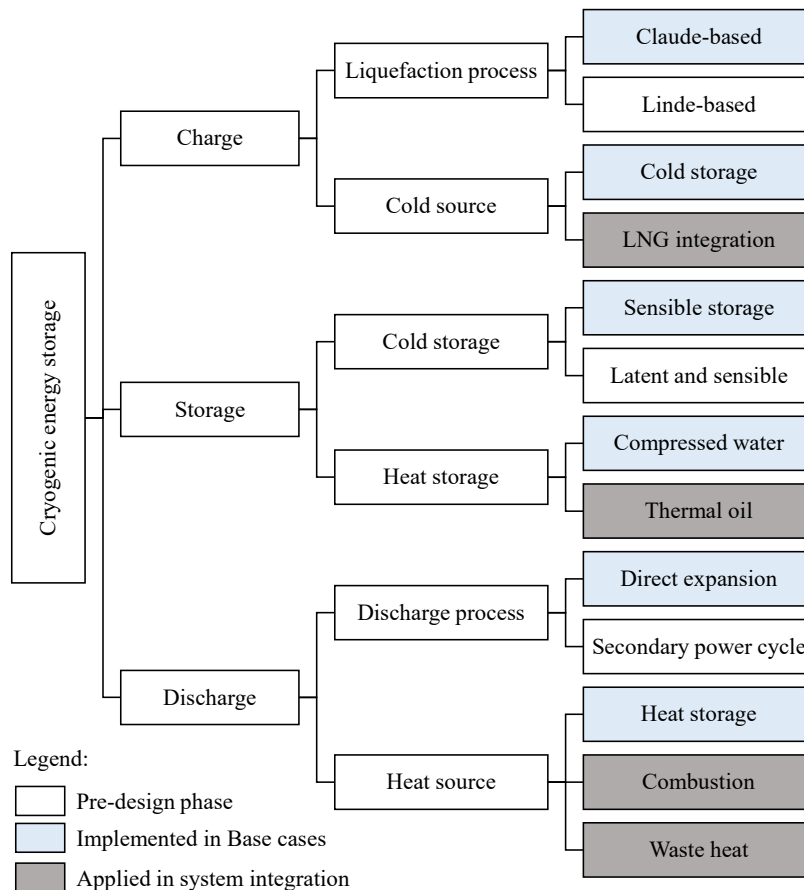 Cryogenic energy storage
Charge
Liquefaction process
Claude-based
Linde-based
Cold source
Cold storage
LNG integration
Storage
Cold storage
Sensible storage
Latent and sensible
Heat storage
Compressed water
Thermal oil
Discharge
Discharge process
Direct expansion
Secondary power cycle
Heat source
Heat storage
Combustion
Waste heat
Legend:
Pre-design phase
Implemented in Base cases
Applied in system integration